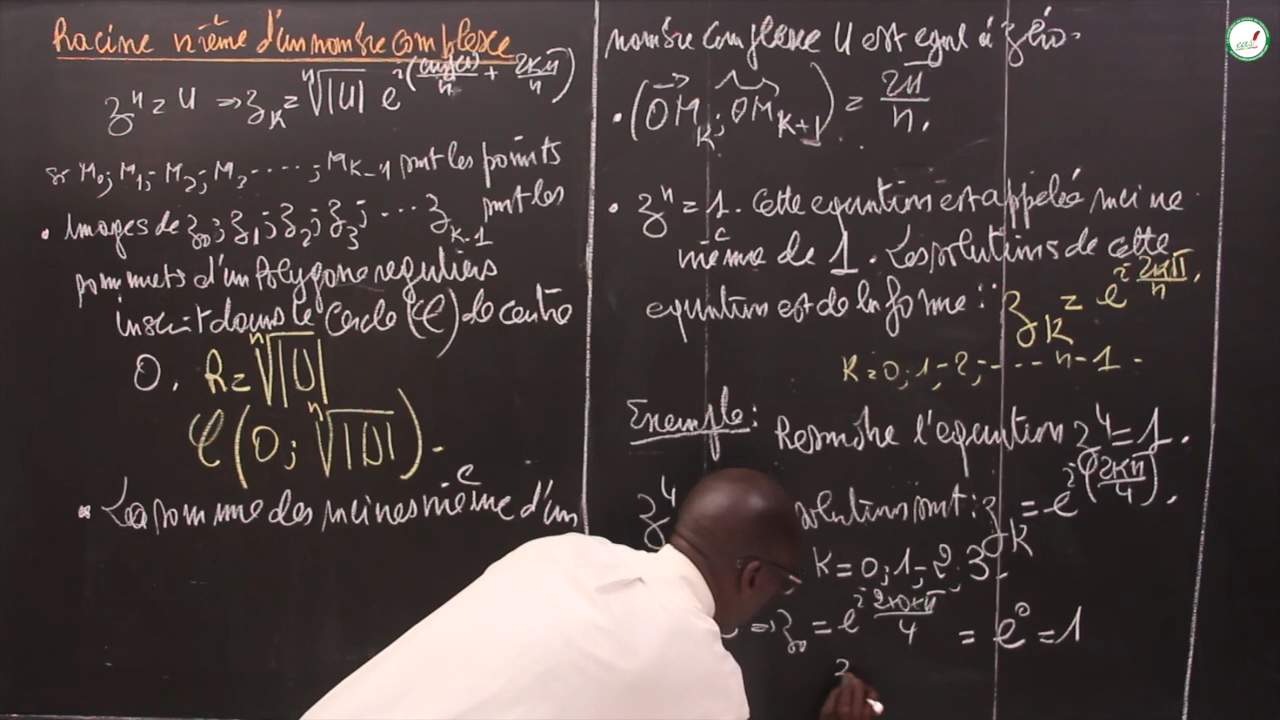 Racine nième d'un nombre complexe
zⁿ = U ⇒ z_K = ⁿ√|U| e^{i(arg(U)/n + 2Kπ/n)}
si M₀; M₁; M₂; M₃ .....; M_{K-1} sont les points
• images de z₀; z₁; z₂; z₃; ... z_{K-1} sont les
sommets d'un Polygone reguliers
inscrit dans le Cercle (𝒞) de centre
O. R = ⁿ√|U|
𝒞(O; ⁿ√|U|).
• La somme des racines nième d'un
nombre complexe U est egal à zéro.
• (OM_K; OM_{K+1}) = 2π/n.
• zⁿ = 1. Cette equation est appelée racine
nième de 1. Les solutions de cette
equation est de la forme: z_K = e^{i 2Kπ/n}.
K = 0; 1; 2; ... n-1.
Exemple: Resoudre l'equation z⁴ = 1.
z⁴ solutions sont: z_K = e^{i(2Kπ/4)}.
K = 0; 1; 2; 3.
⇒ z₀ = e^{i 2×0×π/4} = e⁰ = 1